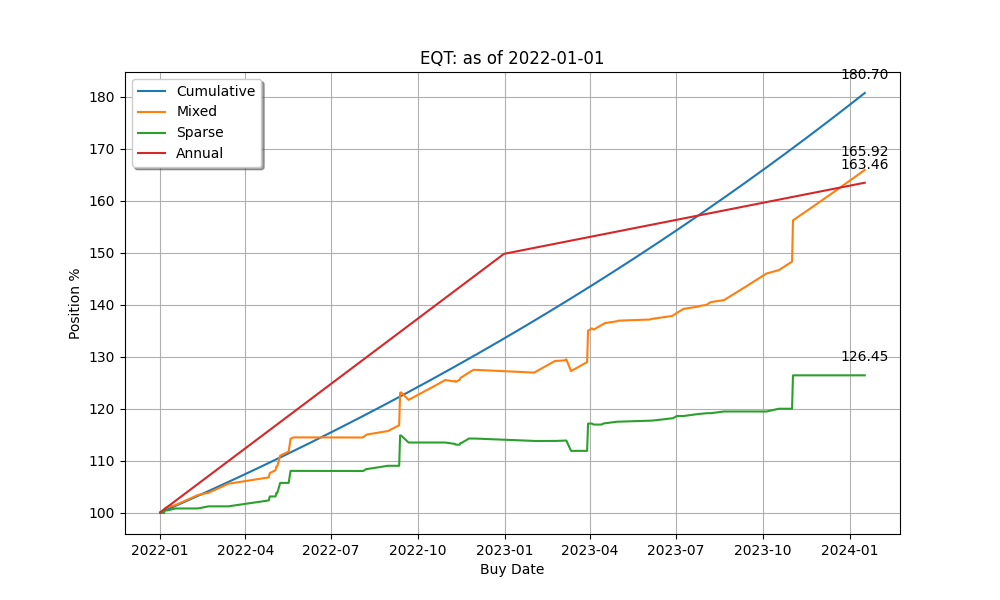 EQT: as of 2022-01-01
180.70
165.92
163.46
126.45
Cumulative
Mixed
Sparse
Annual
Position %
180
170
160
150
140
130
120
110
100
2022-01 2022-04 2022-07 2022-10 2023-01 2023-04 2023-07 2023-10 2024-01
Buy Date